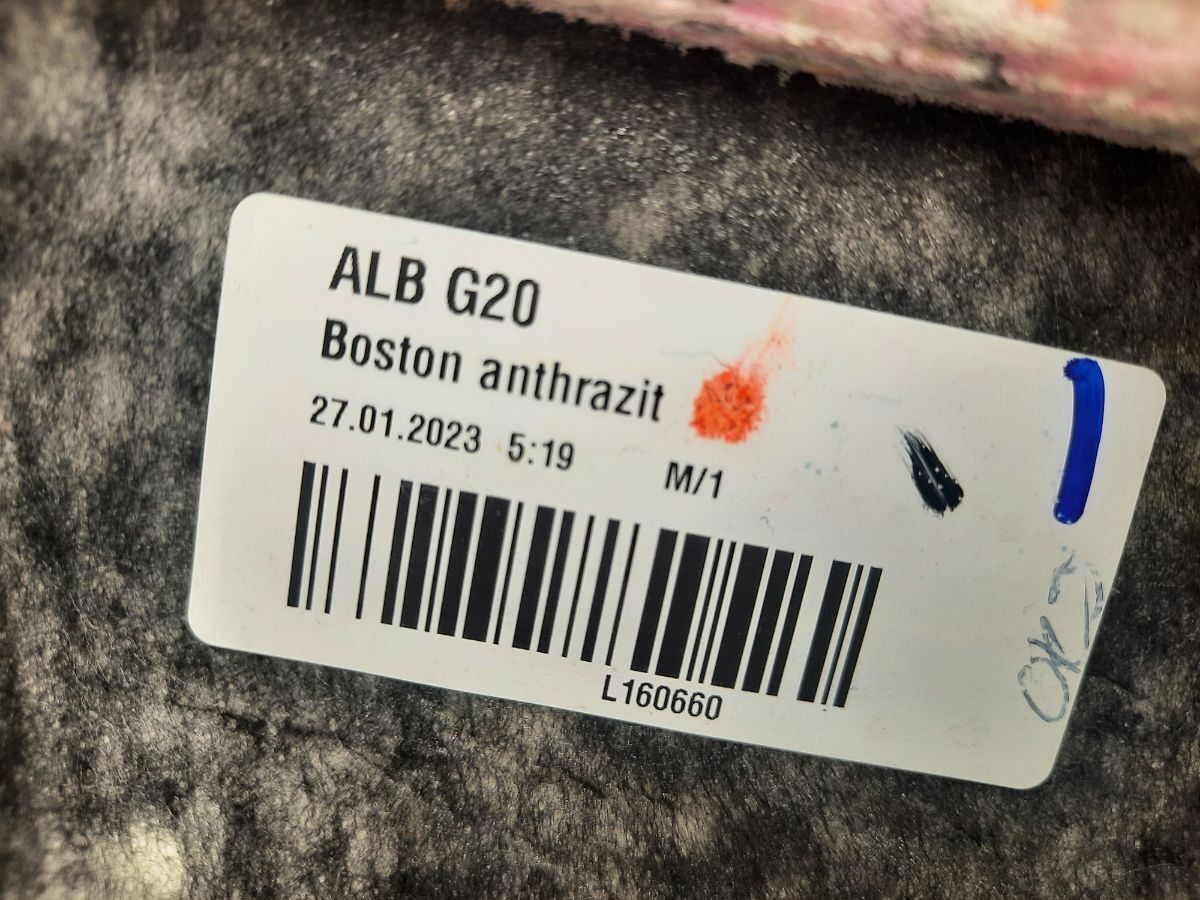 ALB G20
Boston anthrazit
27.01.2023 5:19 M/1
L160660